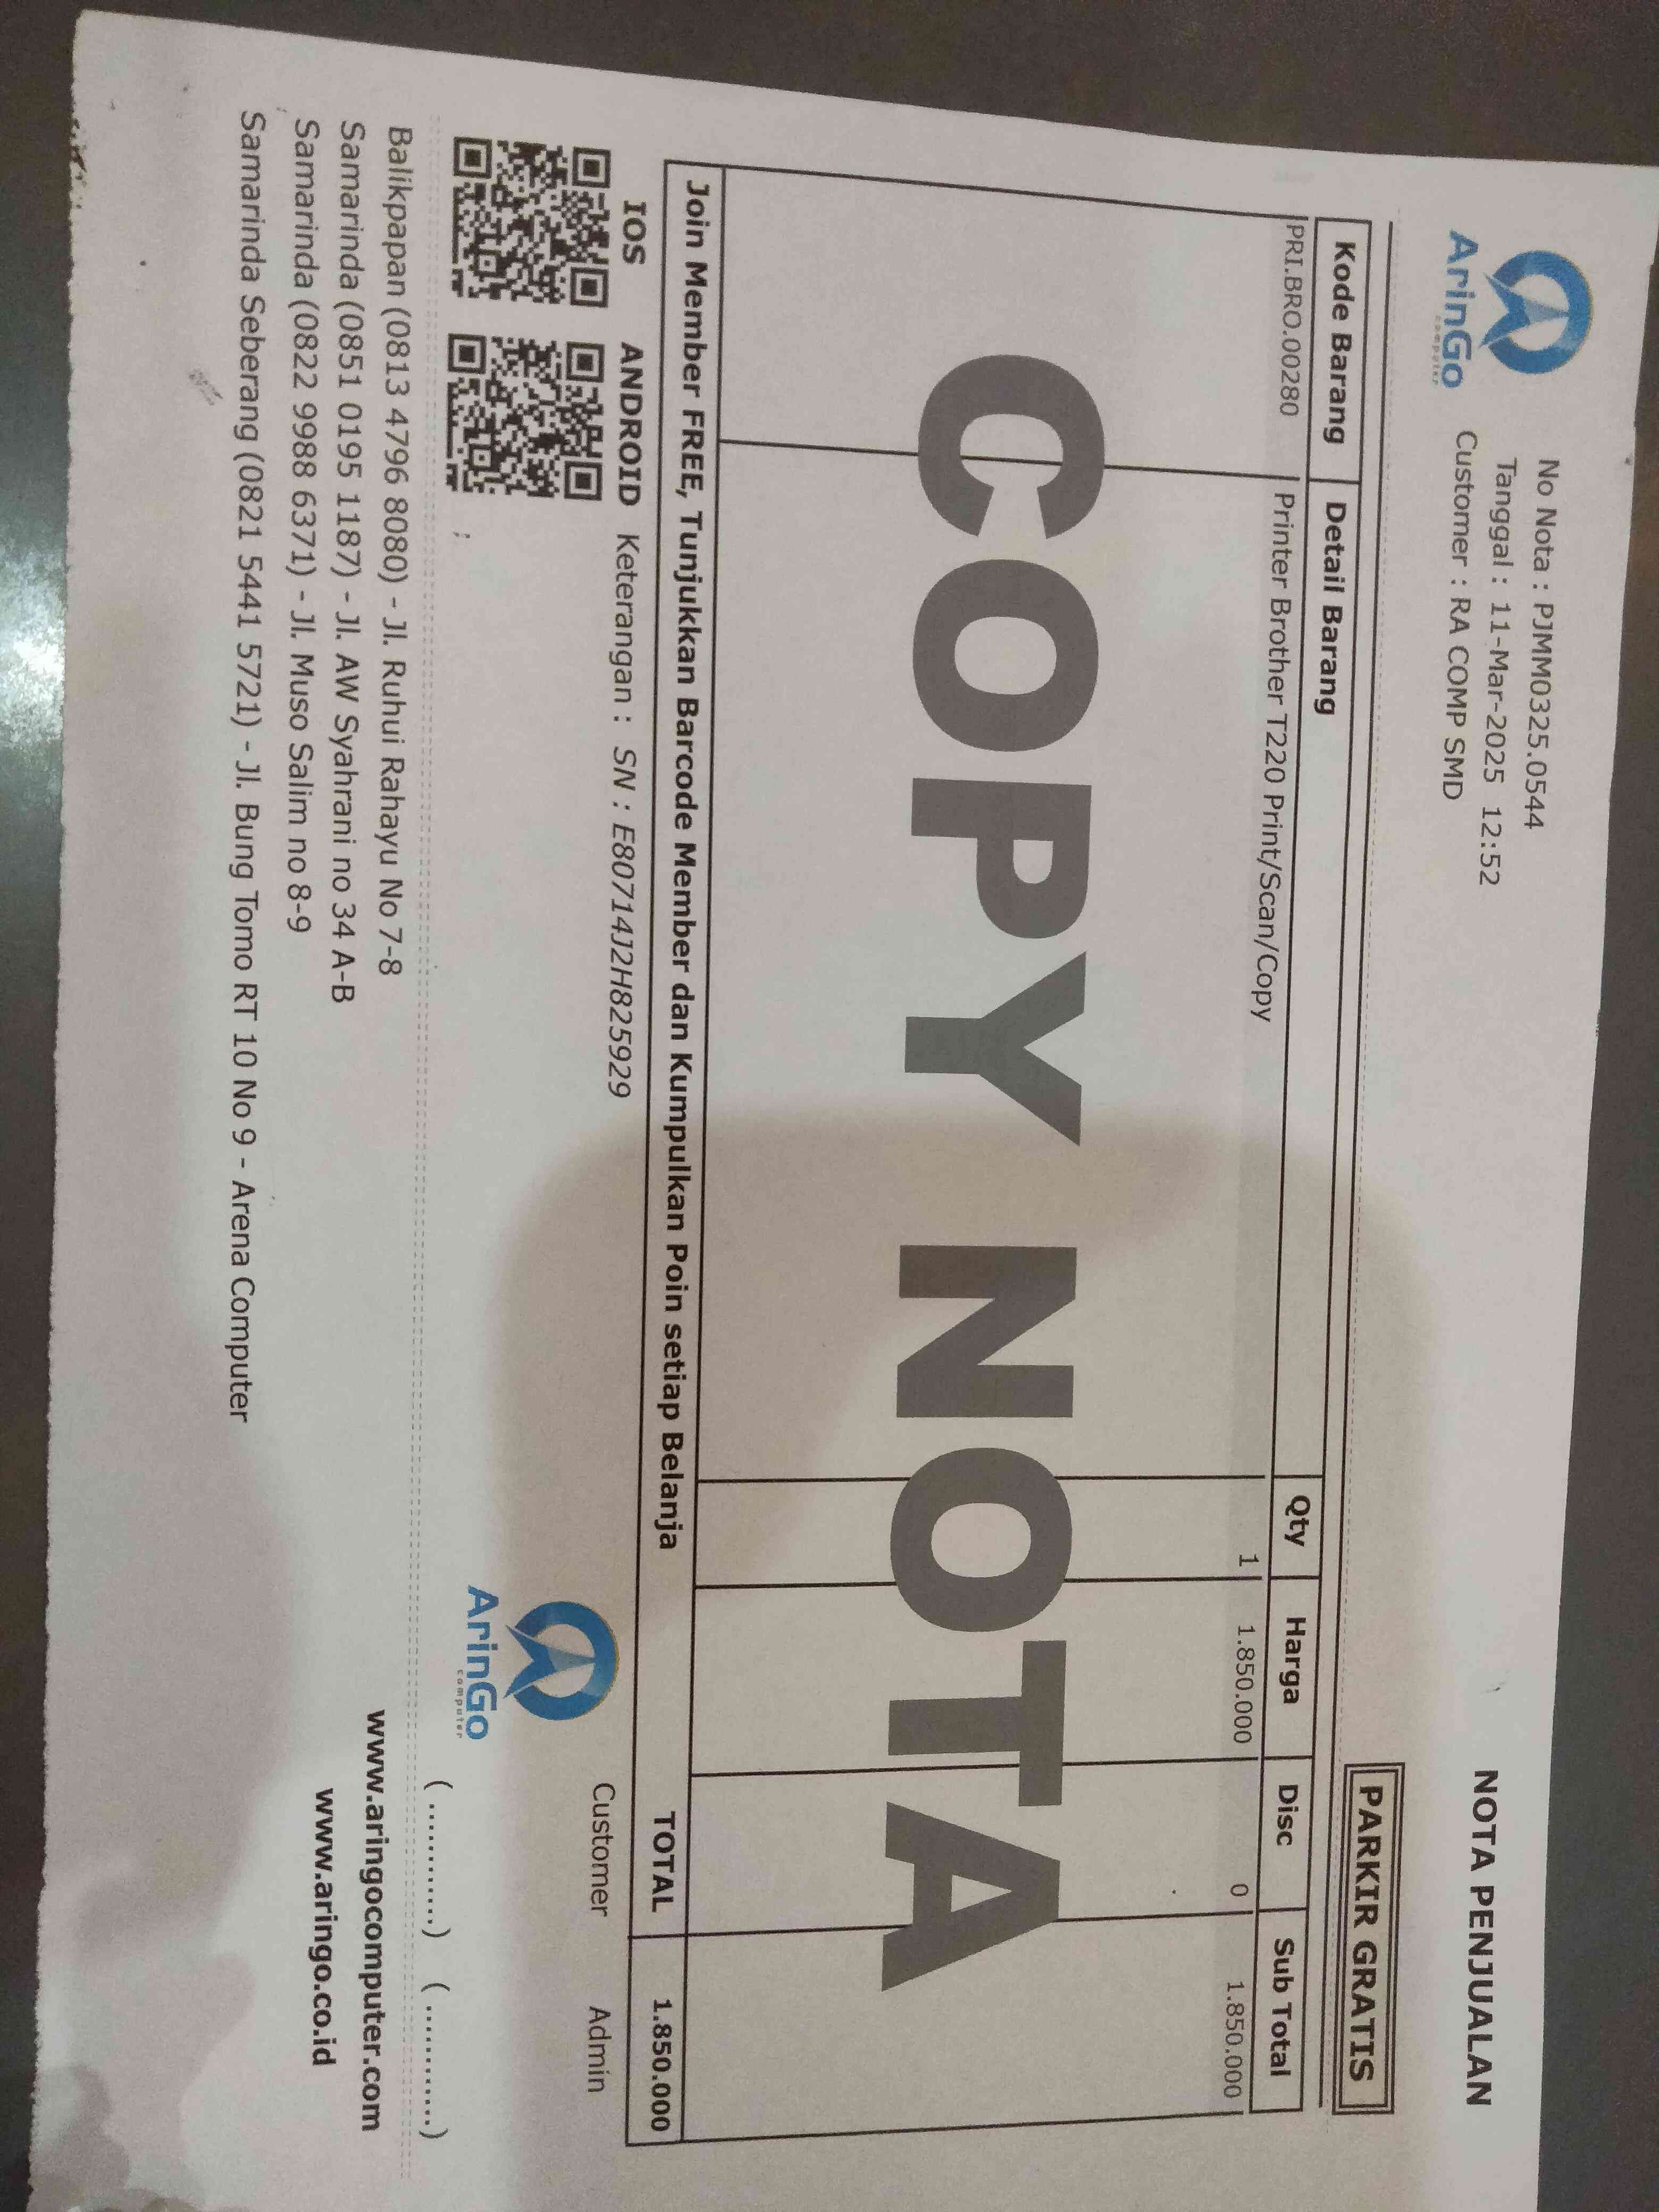 ArinGo
computer
No Nota : PJMM0325.0544
Tanggal : 11-Mar-2025 12:52
Customer : RA COMP SMD
NOTA PENJUALAN
PARKIR GRATIS
Kode Barang Detail Barang Qty Harga Disc Sub Total
PRI.BRO.00280 Printer Brother T220 Print/Scan/Copy 1 1.850.000 0 1.850.000
COPY NOTA
Join Member FREE, Tunjukkan Barcode Member dan Kumpulkan Poin setiap Belanja TOTAL 1.850.000
IOS ANDROID Keterangan : SN : E80714J2H825929
Customer Admin
ArinGo
computer
(..........) (..........)
Balikpapan (0813 4796 8080) - Jl. Ruhui Rahayu No 7-8
Samarinda (0851 0195 1187) - Jl. AW Syahrani no 34 A-B
Samarinda (0822 9988 6371) - Jl. Muso Salim no 8-9
Samarinda Seberang (0821 5441 5721) - Jl. Bung Tomo RT 10 No 9 - Arena Computer
www.aringocomputer.com
www.aringo.co.id